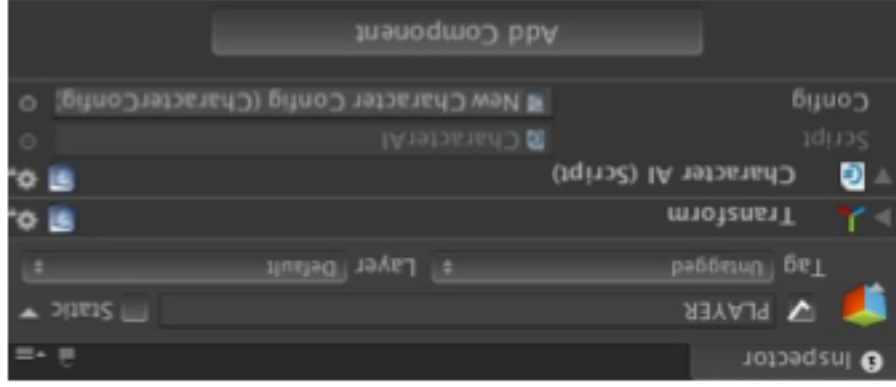 Inspector
PLAYER Static
Tag Untagged Layer Default
Transform
Character AI (Script)
Script CharacterAI
Config New Character Config (CharacterConfig)
Add Component